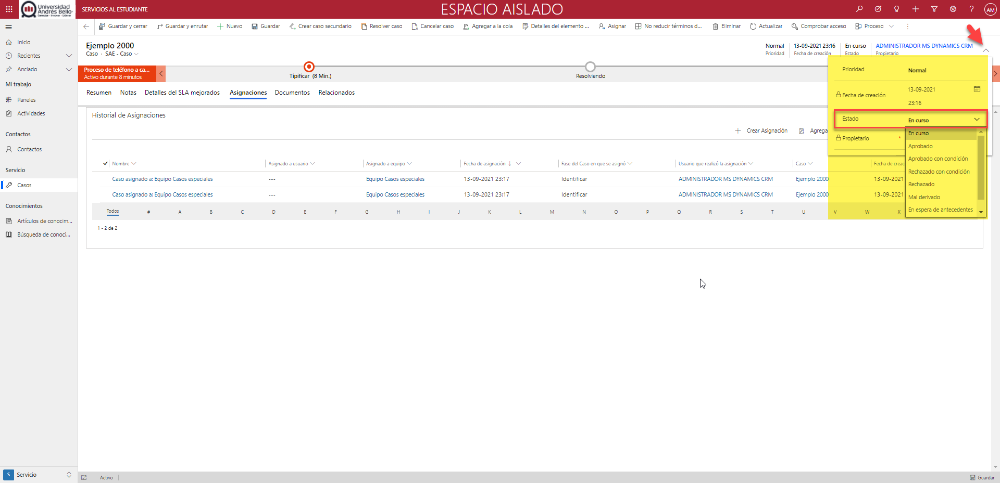 Universidad
Andrés Bello
Conectar - Innovar - Liderar
SERVICIOS AL ESTUDIANTE
ESPACIO AISLADO
AM
Guardar y cerrar
Guardar y enrutar
Nuevo
Guardar
Crear caso secundario
Resolver caso
Cancelar caso
Agregar a la cola
Detalles del elemento ...
Asignar
No reducir términos d...
Eliminar
Actualizar
Comprobar acceso
Proceso
Inicio
Recientes
Anclado
Mi trabajo
Paneles
Actividades
Contactos
Contactos
Servicio
Casos
Conocimientos
Artículos de conocim...
Búsqueda de conoci...
S Servicio
Ejemplo 2000
Caso · SAE - Caso
Normal
Prioridad
13-09-2021 23:16
Fecha de creación
En curso
Estado
ADMINISTRADOR MS DYNAMICS CRM
Propietario
Proceso de teléfono a ca...
Activo durante 8 minutos
Tipificar (8 Min.)
Resolviendo
Resumen Notas Detalles del SLA mejorados Asignaciones Documentos Relacionados
Prioridad Normal
Fecha de creación 13-09-2021
23:16
Estado En curso
Propietario *
En curso
Aprobado
Aprobado con condición
Rechazado con condición
Rechazado
Mal derivado
En espera de antecedentes
Historial de Asignaciones
Crear Asignación Agrega
Nombre Asignado a usuario Asignado a equipo Fecha de asignación ↓ Fase del Caso en que se asignó Usuario que realizó la asignación Caso Fecha de creaci
Caso asignado a: Equipo Casos especiales --- Equipo Casos especiales 13-09-2021 23:17 Identificar ADMINISTRADOR MS DYNAMICS CRM Ejemplo 2000 13-09-2021
Caso asignado a: Equipo Casos especiales --- Equipo Casos especiales 13-09-2021 23:17 Identificar ADMINISTRADOR MS DYNAMICS CRM Ejemplo 2000 13-09-2021
Todos # A B C D E F G H I J K L M N O P Q R S T U V W X
1 - 2 de 2
Activo
Guardar